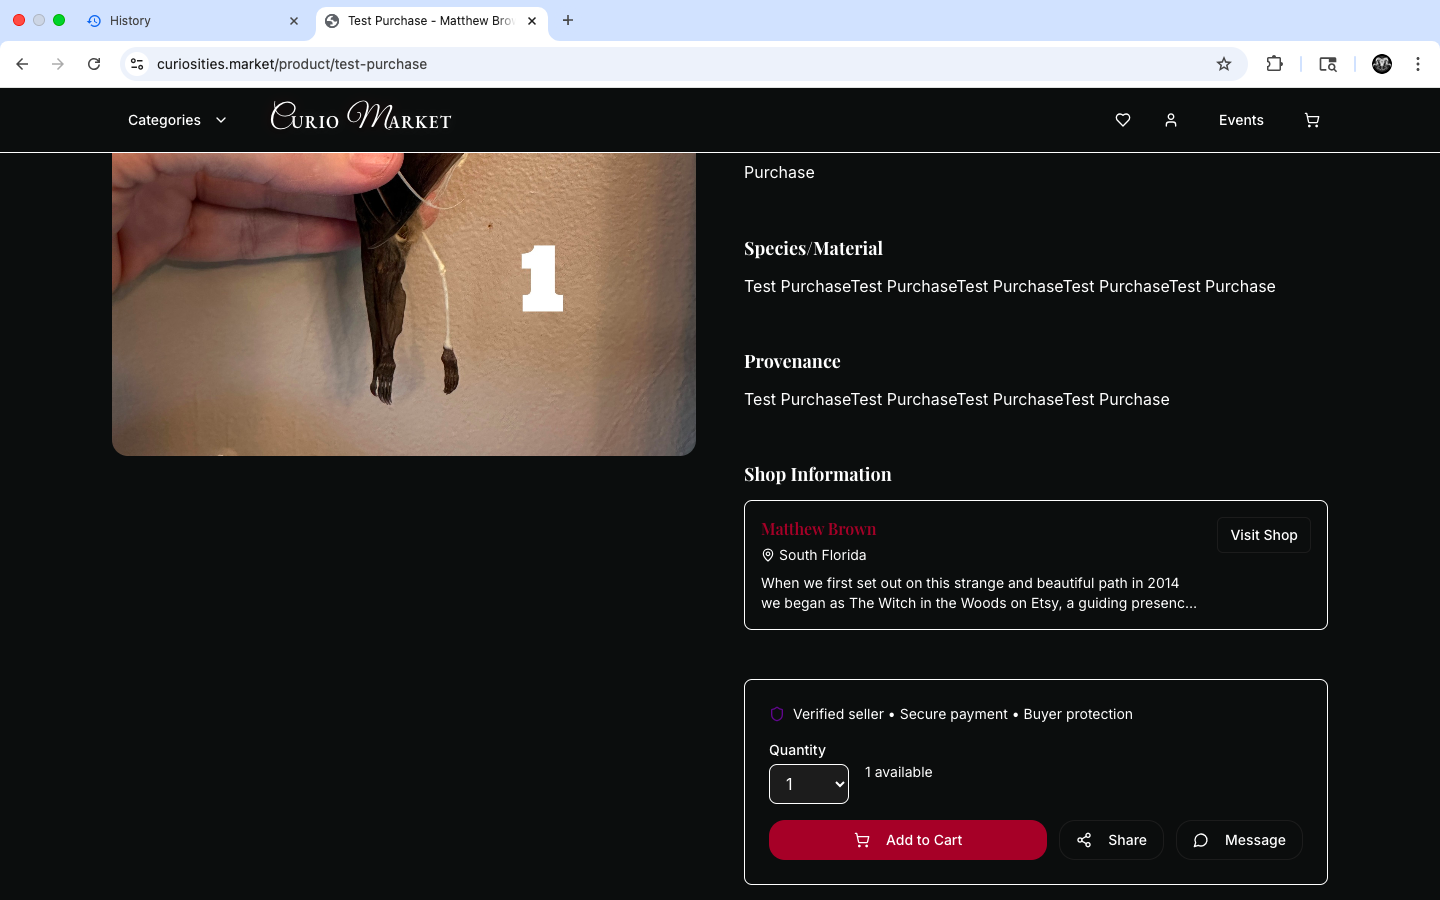 History
Test Purchase - Matthew Bro
curiosities.market/product/test-purchase
Categories
Curio Market
Events
Purchase
1
Species/Material
Test PurchaseTest PurchaseTest PurchaseTest PurchaseTest Purchase
Provenance
Test PurchaseTest PurchaseTest PurchaseTest Purchase
Shop Information
Matthew Brown
Visit Shop
South Florida
When we first set out on this strange and beautiful path in 2014
we began as The Witch in the Woods on Etsy, a guiding presenc...
Verified seller • Secure payment • Buyer protection
Quantity
1
1 available
Add to Cart
Share
Message